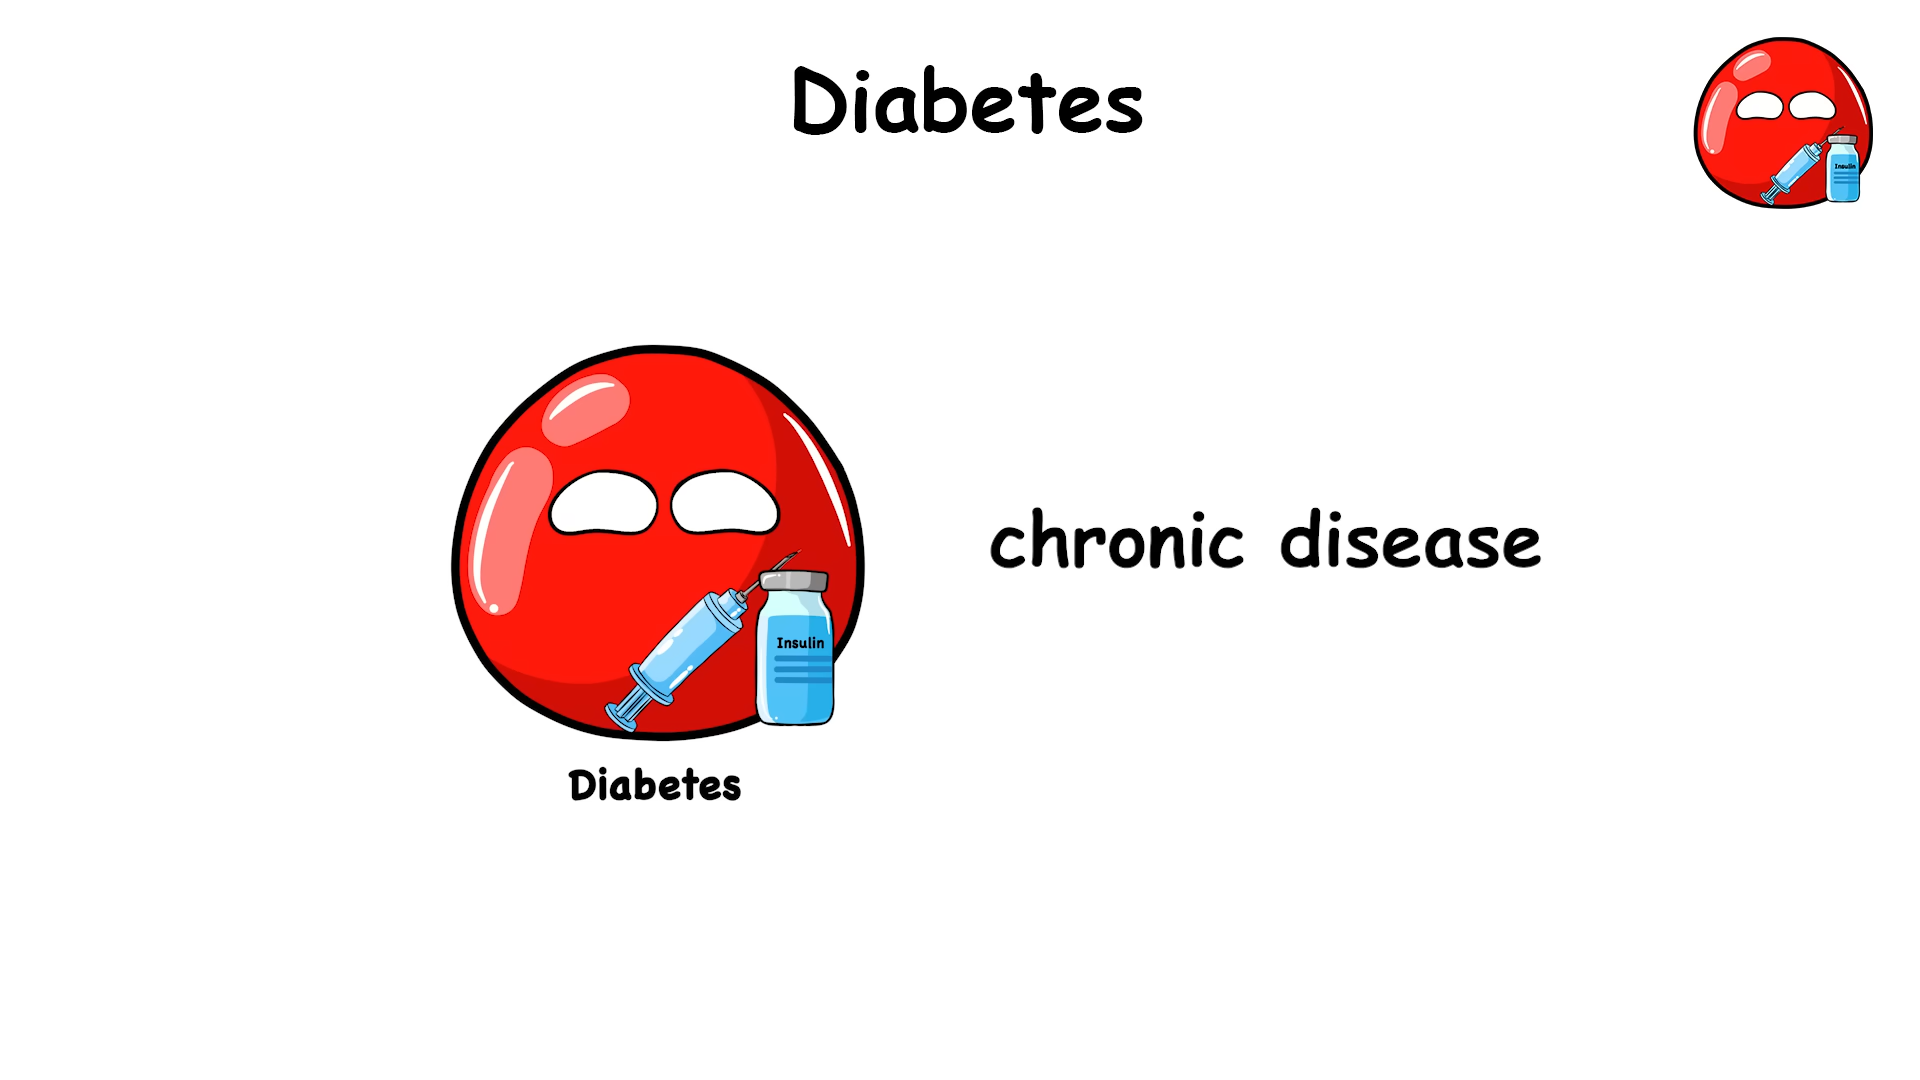 Diabetes
Insulin
chronic disease
Insulin
Diabetes